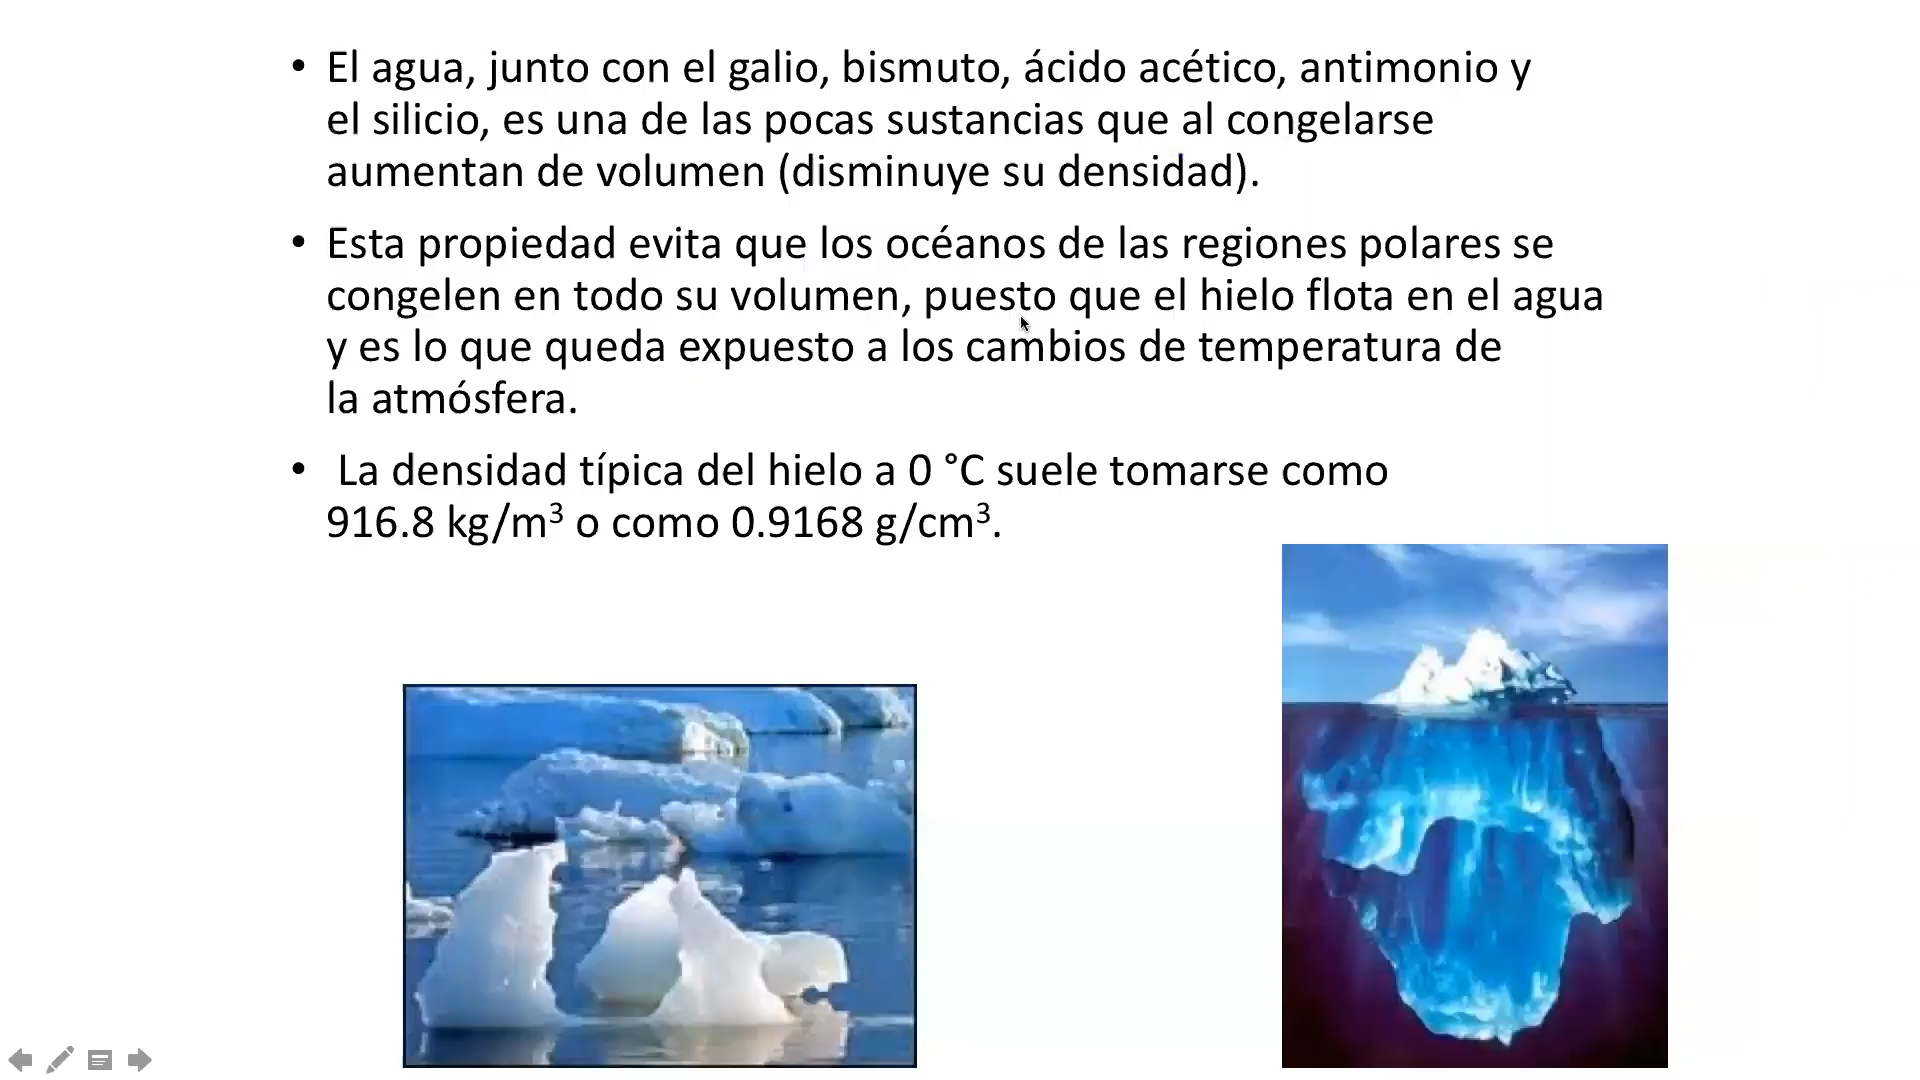 • El agua, junto con el galio, bismuto, ácido acético, antimonio y
el silicio, es una de las pocas sustancias que al congelarse
aumentan de volumen (disminuye su densidad).
• Esta propiedad evita que los océanos de las regiones polares se
congelen en todo su volumen, puesto que el hielo flota en el agua
y es lo que queda expuesto a los cambios de temperatura de
la atmósfera.
• La densidad típica del hielo a 0 °C suele tomarse como
916.8 kg/m³ o como 0.9168 g/cm³.